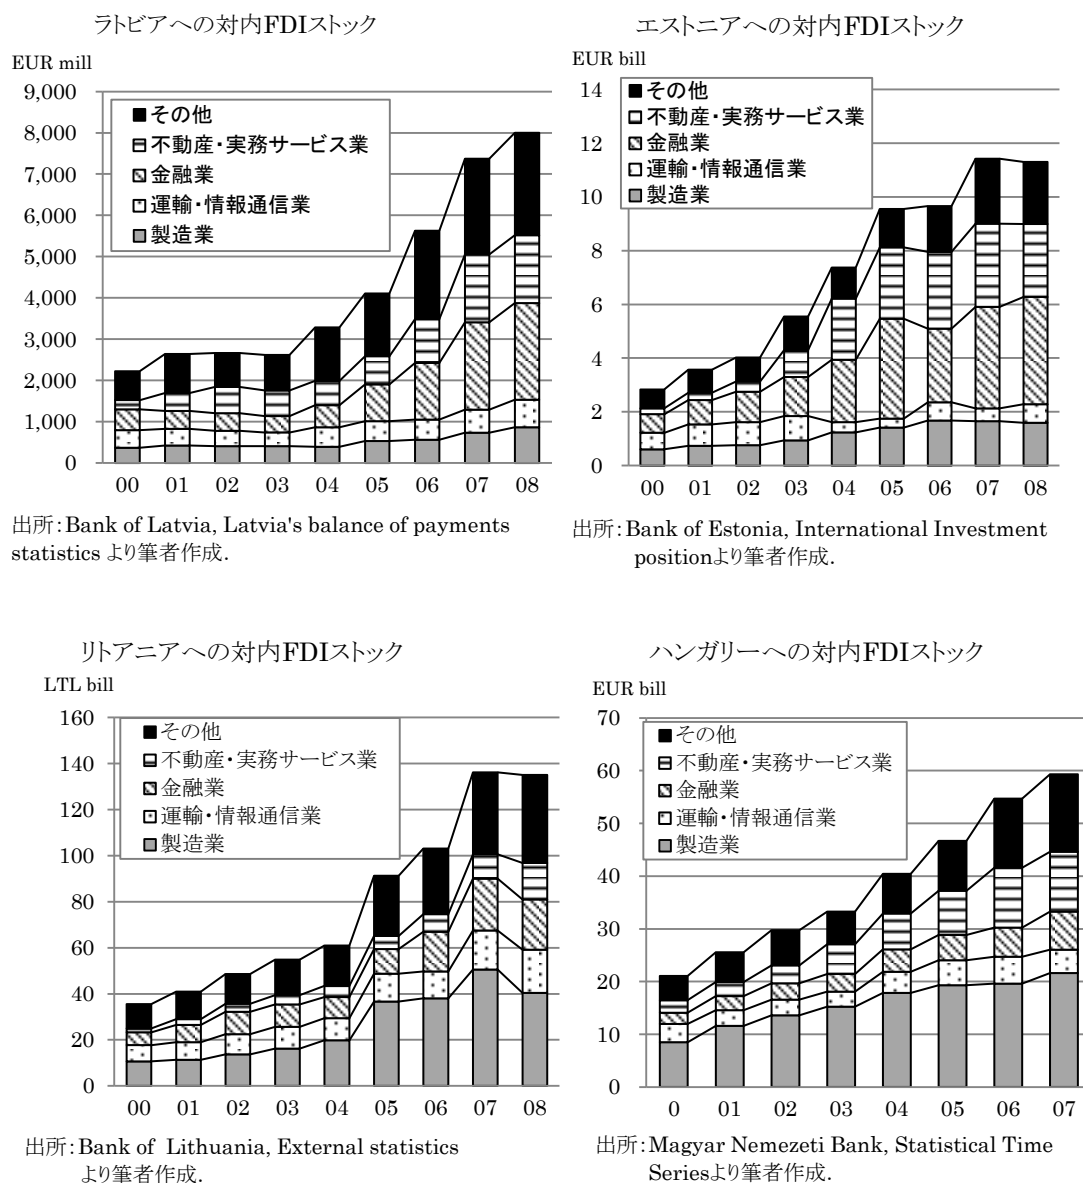 ラトビアへの対内FDIストック
EUR mill
9,000
8,000
7,000
6,000
5,000
4,000
3,000
2,000
1,000
0
その他
不動産・実務サービス業
金融業
運輸・情報通信業
製造業
00 01 02 03 04 05 06 07 08
出所：Bank of Latvia, Latvia's balance of payments
statistics より筆者作成．
エストニアへの対内FDIストック
EUR bill
14
12
10
8
6
4
2
0
その他
不動産・実務サービス業
金融業
運輸・情報通信業
製造業
00 01 02 03 04 05 06 07 08
出所：Bank of Estonia, International Investment
positionより筆者作成．
リトアニアへの対内FDIストック
LTL bill
160
140
120
100
80
60
40
20
0
その他
不動産・実務サービス業
金融業
運輸・情報通信業
製造業
00 01 02 03 04 05 06 07 08
出所：Bank of Lithuania, External statistics
より筆者作成．
ハンガリーへの対内FDIストック
EUR bill
70
60
50
40
30
20
10
0
その他
不動産・実務サービス業
金融業
運輸・情報通信業
製造業
0 01 02 03 04 05 06 07
出所：Magyar Nemezeti Bank, Statistical Time
Seriesより筆者作成．